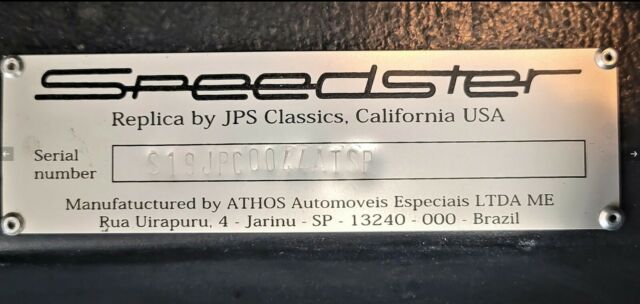 Speedster
Replica by JPS Classics, California USA
Serial
number
S19JPC0044ATSP
Manufatuctured by ATHOS Automoveis Especiais LTDA ME
Rua Uirapuru, 4 - Jarinu - SP - 13240 - 000 - Brazil